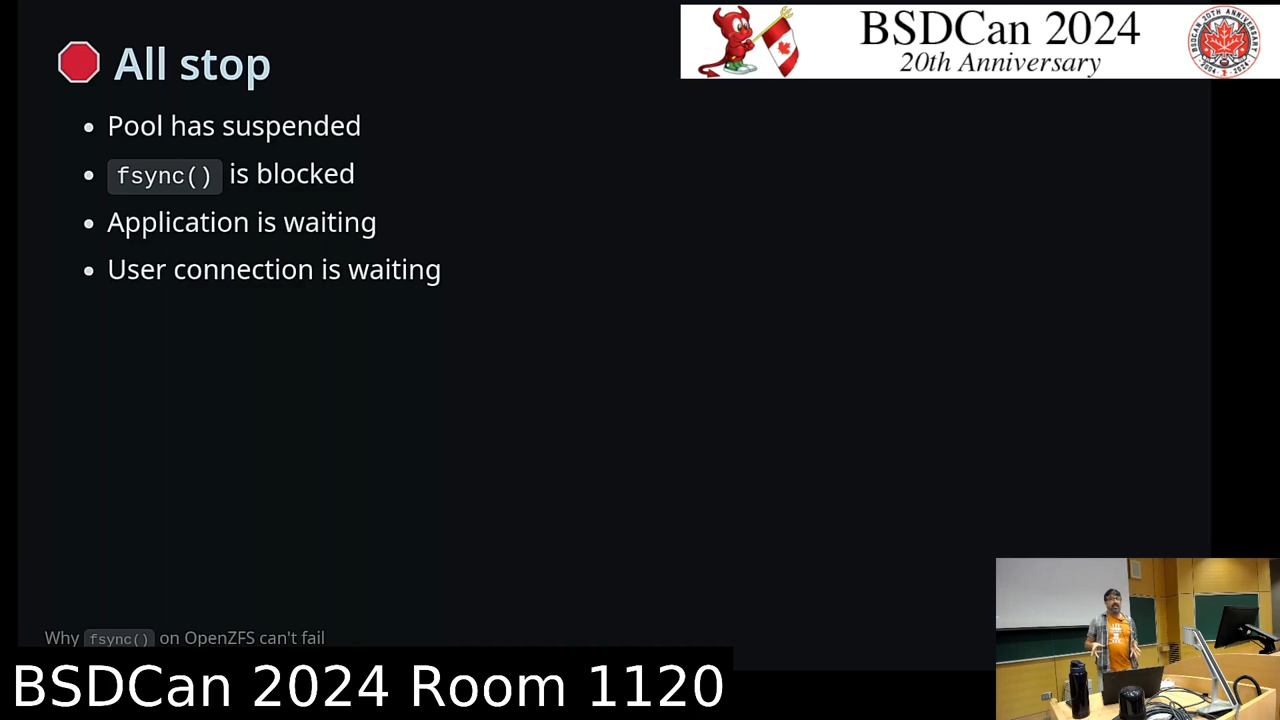 All stop
Pool has suspended
fsync() is blocked
Application is waiting
User connection is waiting
BSDCan 2024
20th Anniversary
Why fsync() on OpenZFS can't fail
BSDCan 2024 Room 1120